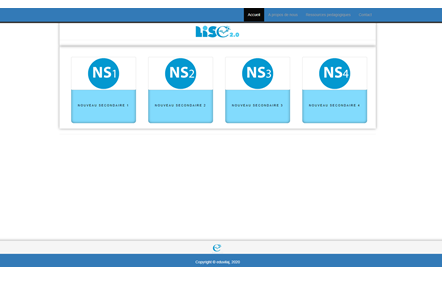 Accueil A propos de nous Ressources pédagogiques Contact
LISe 2.0
NS1 NS2 NS3 NS4
NOUVEAU SECONDAIRE 1 NOUVEAU SECONDAIRE 2 NOUVEAU SECONDAIRE 3 NOUVEAU SECONDAIRE 4
e
Copyright © 2020